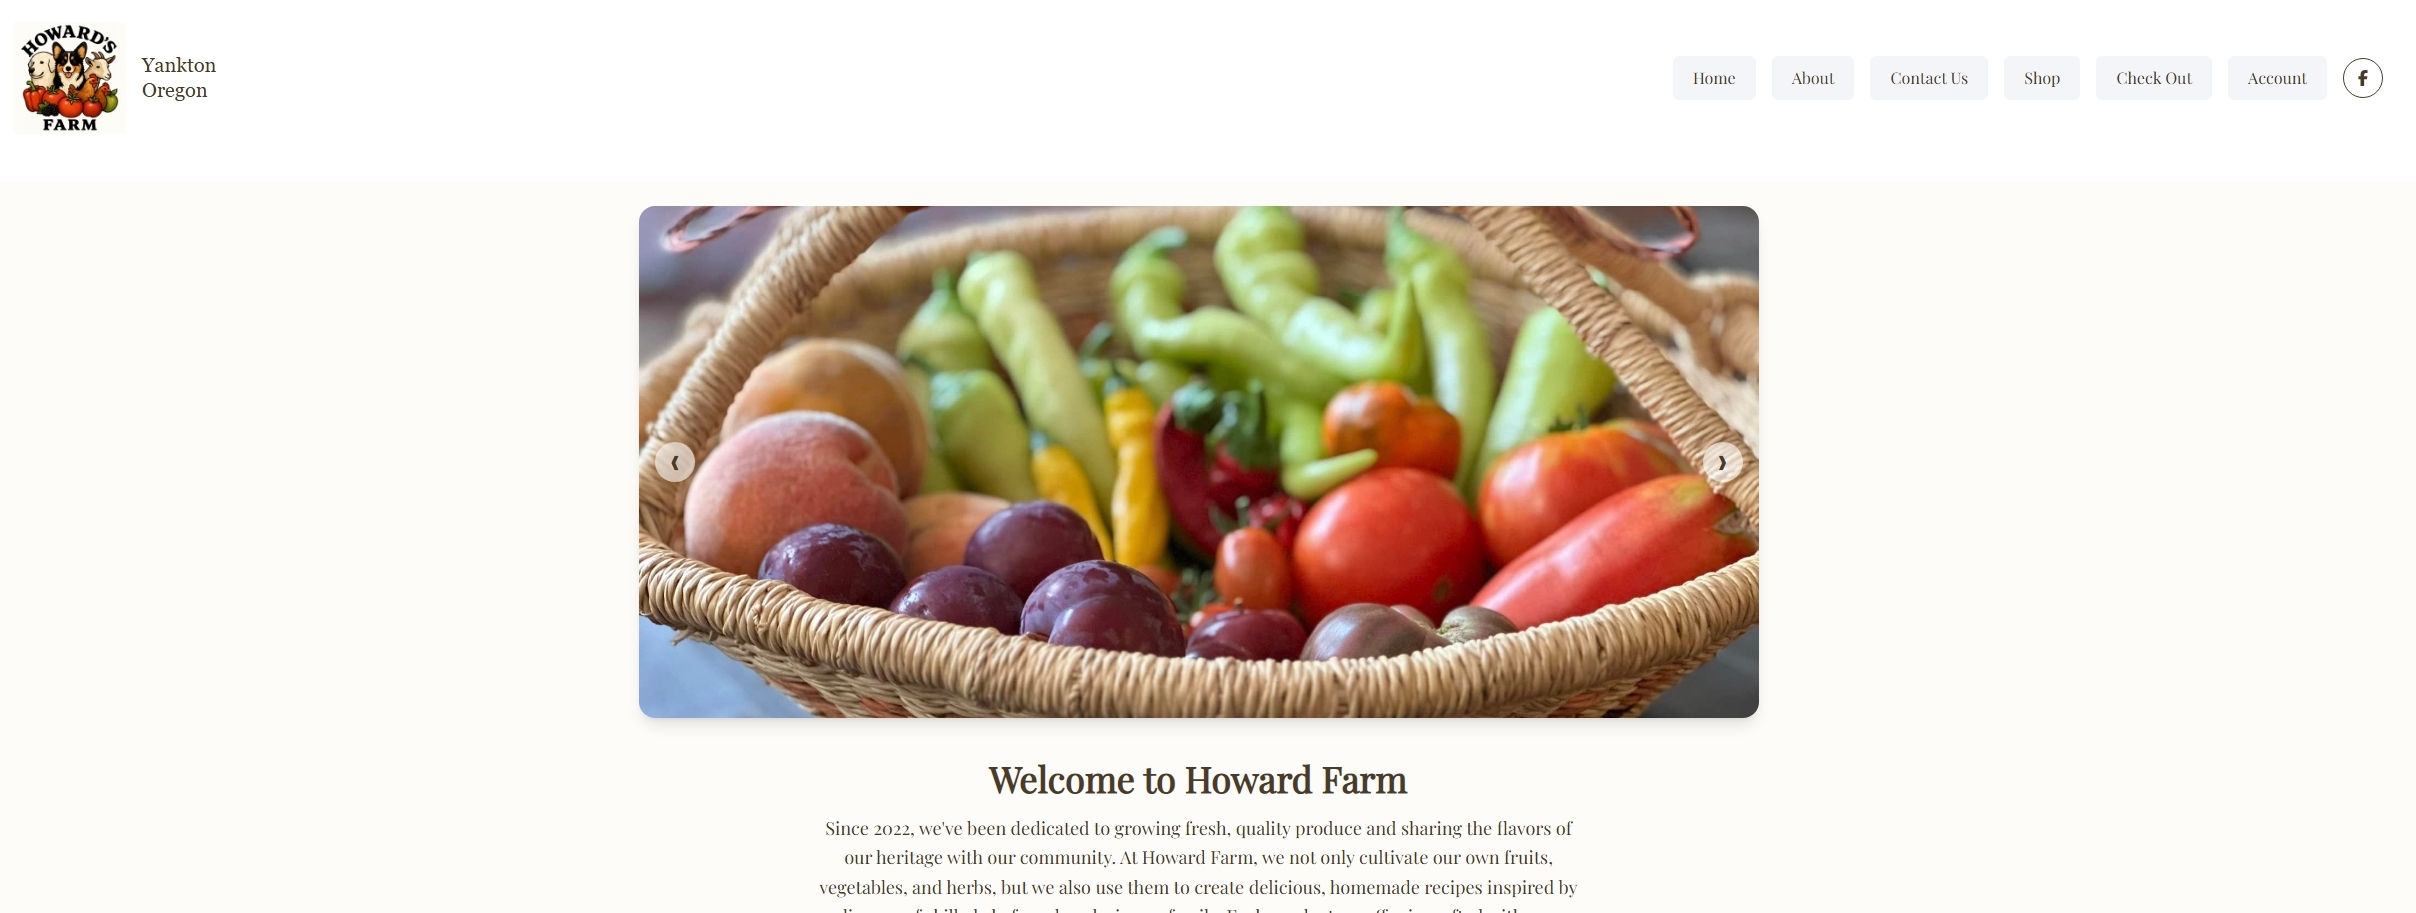 HOWARD'S
FARM
Yankton
Oregon
Home
About
Contact Us
Shop
Check Out
Account
Welcome to Howard Farm
Since 2022, we've been dedicated to growing fresh, quality produce and sharing the flavors of
our heritage with our community. At Howard Farm, we not only cultivate our own fruits,
vegetables, and herbs, but we also use them to create delicious, homemade recipes inspired by